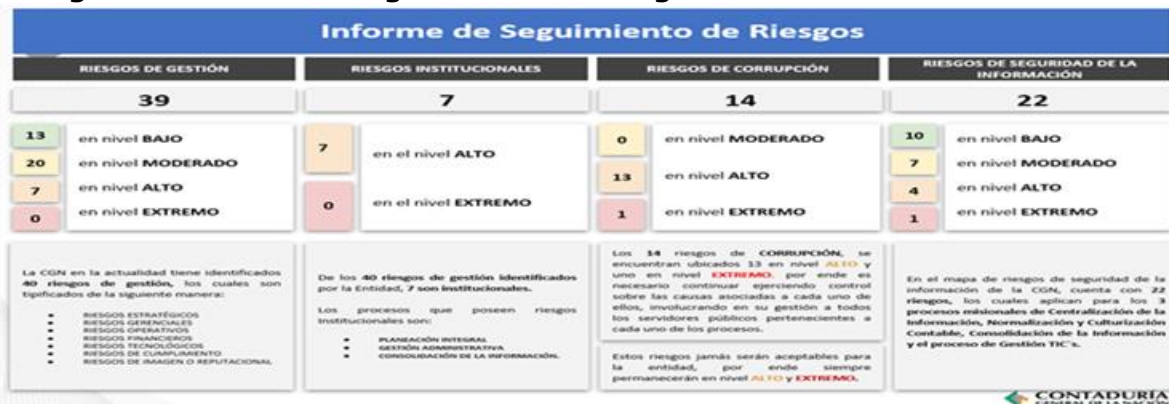 Informe de Seguimiento de Riesgos
RIESGOS DE GESTIÓN
39
13 en nivel BAJO
20 en nivel MODERADO
7 en nivel ALTO
0 en nivel EXTREMO
La CGN en la actualidad tiene identificados
40 riesgos de gestión, los cuales son
tipificados de la siguiente manera:
• RIESGOS ESTRATÉGICOS
• RIESGOS GERENCIALES
• RIESGOS OPERATIVOS
• RIESGOS FINANCIEROS
• RIESGOS TECNOLÓGICOS
• RIESGOS DE CUMPLIMIENTO
• RIESGOS DE IMAGEN O REPUTACIONAL
RIESGOS INSTITUCIONALES
7
7 en el nivel ALTO
0 en el nivel EXTREMO
De los 40 riesgos de gestión identificados
por la Entidad, 7 son institucionales.
Los procesos que poseen riesgos
Institucionales son:
• PLANEACIÓN INTEGRAL
• GESTIÓN ADMINISTRATIVA
• CONSOLIDACIÓN DE LA INFORMACIÓN.
RIESGOS DE CORRUPCIÓN
14
0 en nivel MODERADO
13 en nivel ALTO
1 en nivel EXTREMO
Los 14 riesgos de CORRUPCIÓN, se
encuentran ubicados 13 en nivel ALTO y
uno en nivel EXTREMO. por ende es
necesario continuar ejerciendo control
sobre las causas asociadas a cada uno de
ellos, involucrando en su gestión a todos
los servidores públicos pertenecientes a
cada uno de los procesos.
Estos riesgos jamás serán aceptables para
la entidad, por ende siempre
permanecerán en nivel ALTO y EXTREMO.
RIESGOS DE SEGURIDAD DE LA
INFORMACIÓN
22
10 en nivel BAJO
7 en nivel MODERADO
4 en nivel ALTO
1 en nivel EXTREMO
En el mapa de riesgos de seguridad de la
información de la CGN, cuenta con 22
riesgos, los cuales aplican para los 3
procesos misionales de Centralización de la
Información, Normalización y Culturización
Contable, Consolidación de la Información
y el proceso de Gestión TIC´s.
CONTADURÍA
GENERAL DE LA NACIÓN